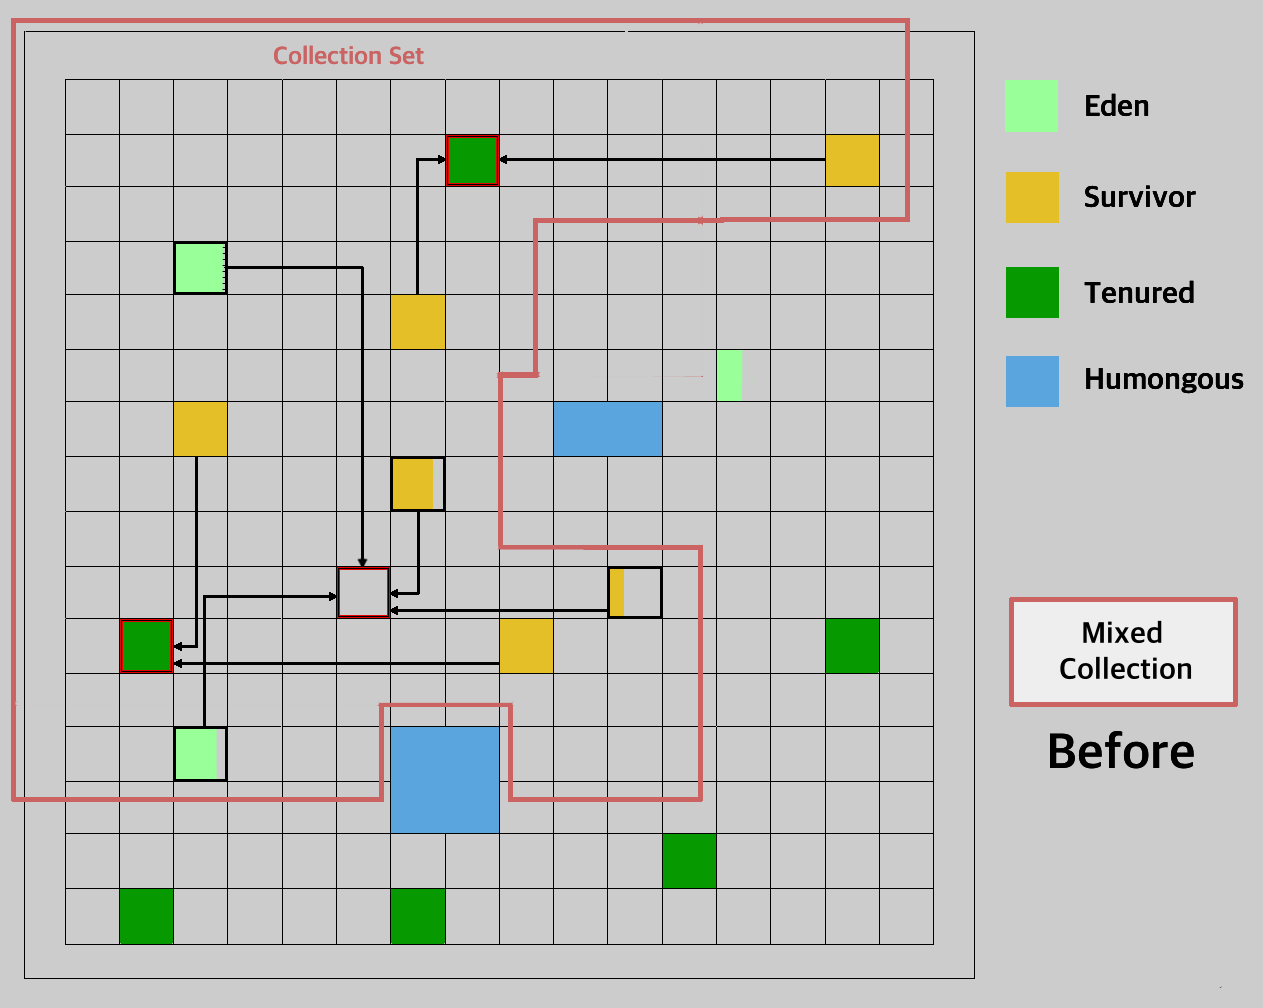 Collection Set
Eden
Survivor
Tenured
Humongous
Mixed
Collection
Before